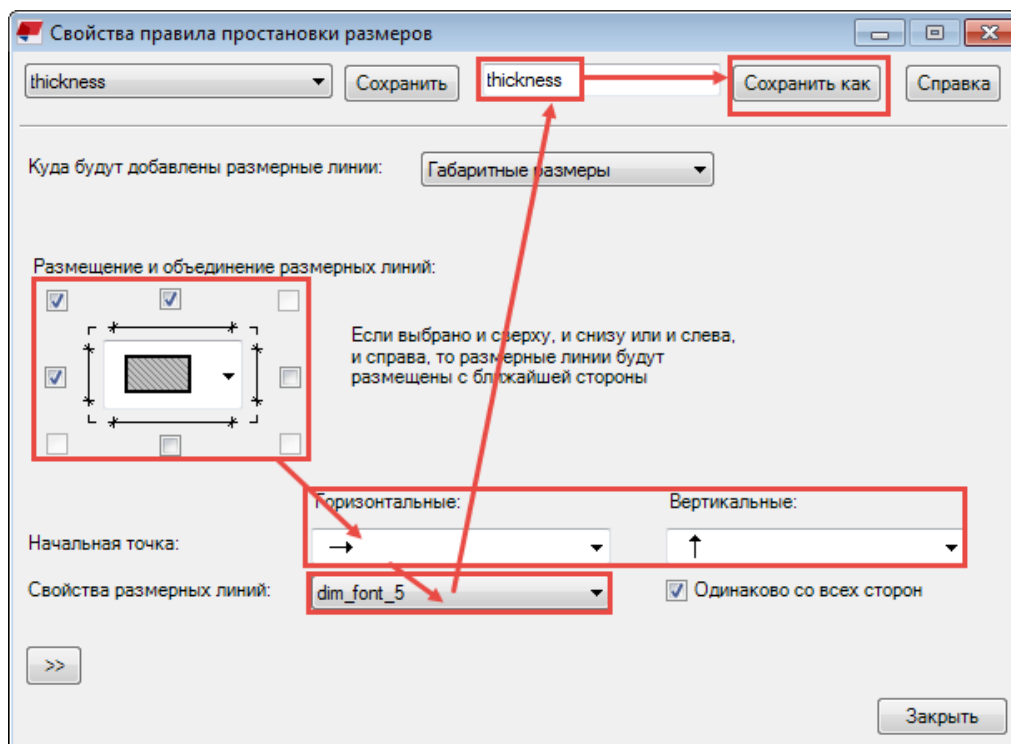 Свойства правила простановки размеров
thickness Сохранить thickness Сохранить как Справка
Куда будут добавлены размерные линии: Габаритные размеры
Размещение и объединение размерных линий:
Если выбрано и сверху, и снизу или и слева,
и справа, то размерные линии будут
размещены с ближайшей стороны
Горизонтальные: Вертикальные:
Начальная точка:
Свойства размерных линий: dim_font_5 Одинаково со всех сторон
>>
Закрыть